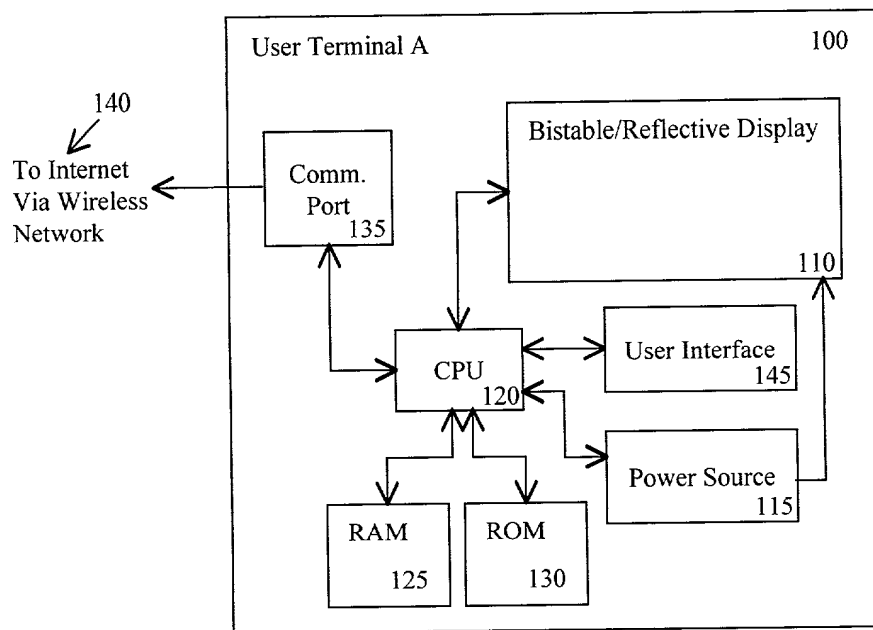 User Terminal A
100
140
To Internet
Via Wireless
Network
Comm.
Port
135
Bistable/Reflective Display
110
User Interface
145
CPU
120
Power Source
115
RAM
125
ROM
130